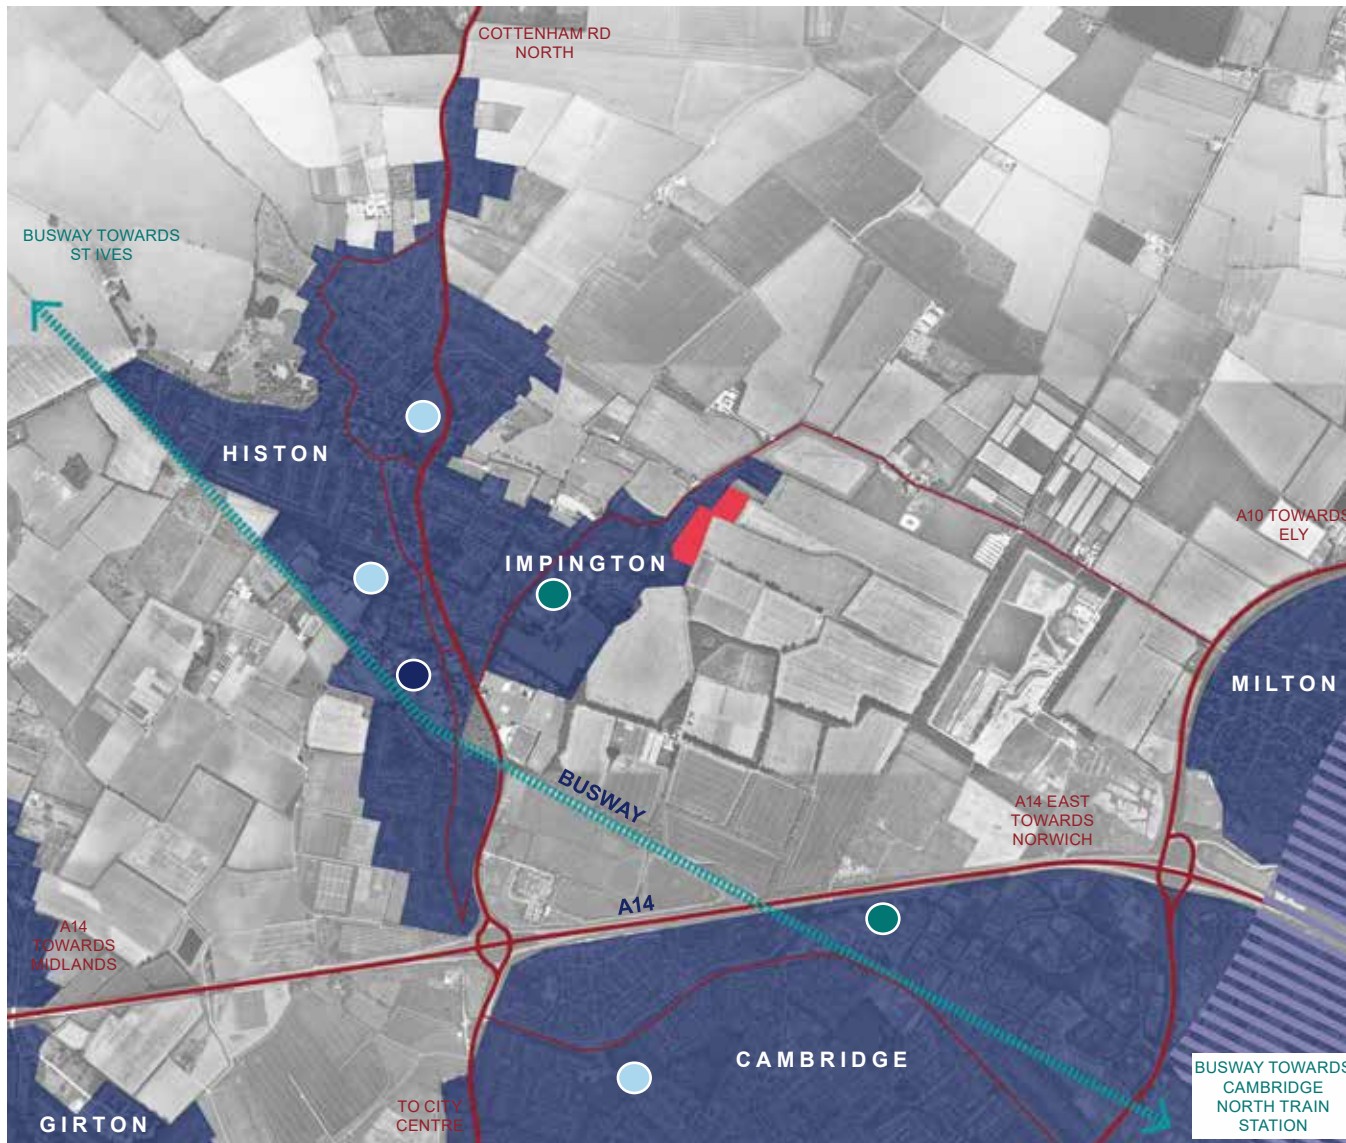 COTTENHAM RD
NORTH
BUSWAY TOWARDS
ST IVES
HISTON
A10 TOWARDS
ELY
IMPINGTON
MILTON
BUSWAY
A14 EAST
TOWARDS
NORWICH
A14
A14
TOWARDS
MIDLANDS
CAMBRIDGE
BUSWAY TOWARDS
CAMBRIDGE
NORTH TRAIN
STATION
TO CITY
CENTRE
GIRTON